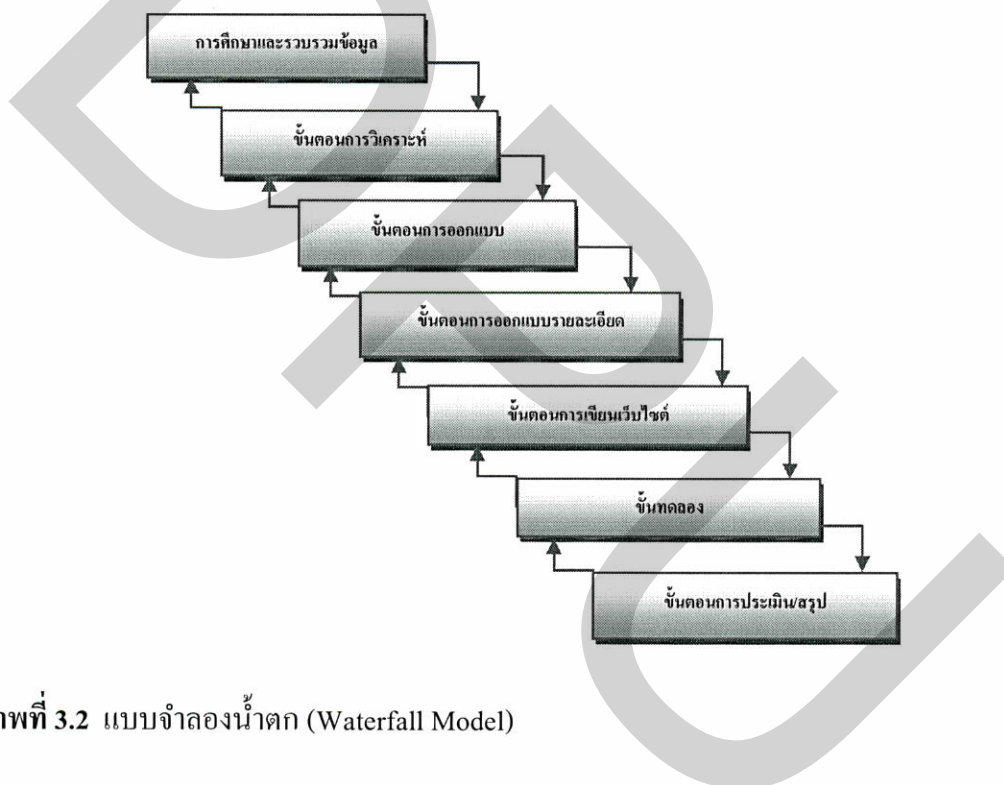 การศึกษาและรวบรวมข้อมูล
ขั้นตอนการวิเคราะห์
ขั้นตอนการออกแบบ
ขั้นตอนการออกแบบรายละเอียด
ขั้นตอนการเขียนเว็บไซต์
ขั้นทดลอง
ขั้นตอนการประเมิน/สรุป
าพที่ 3.2 แบบจำลองน้ำตก (Waterfall Model)